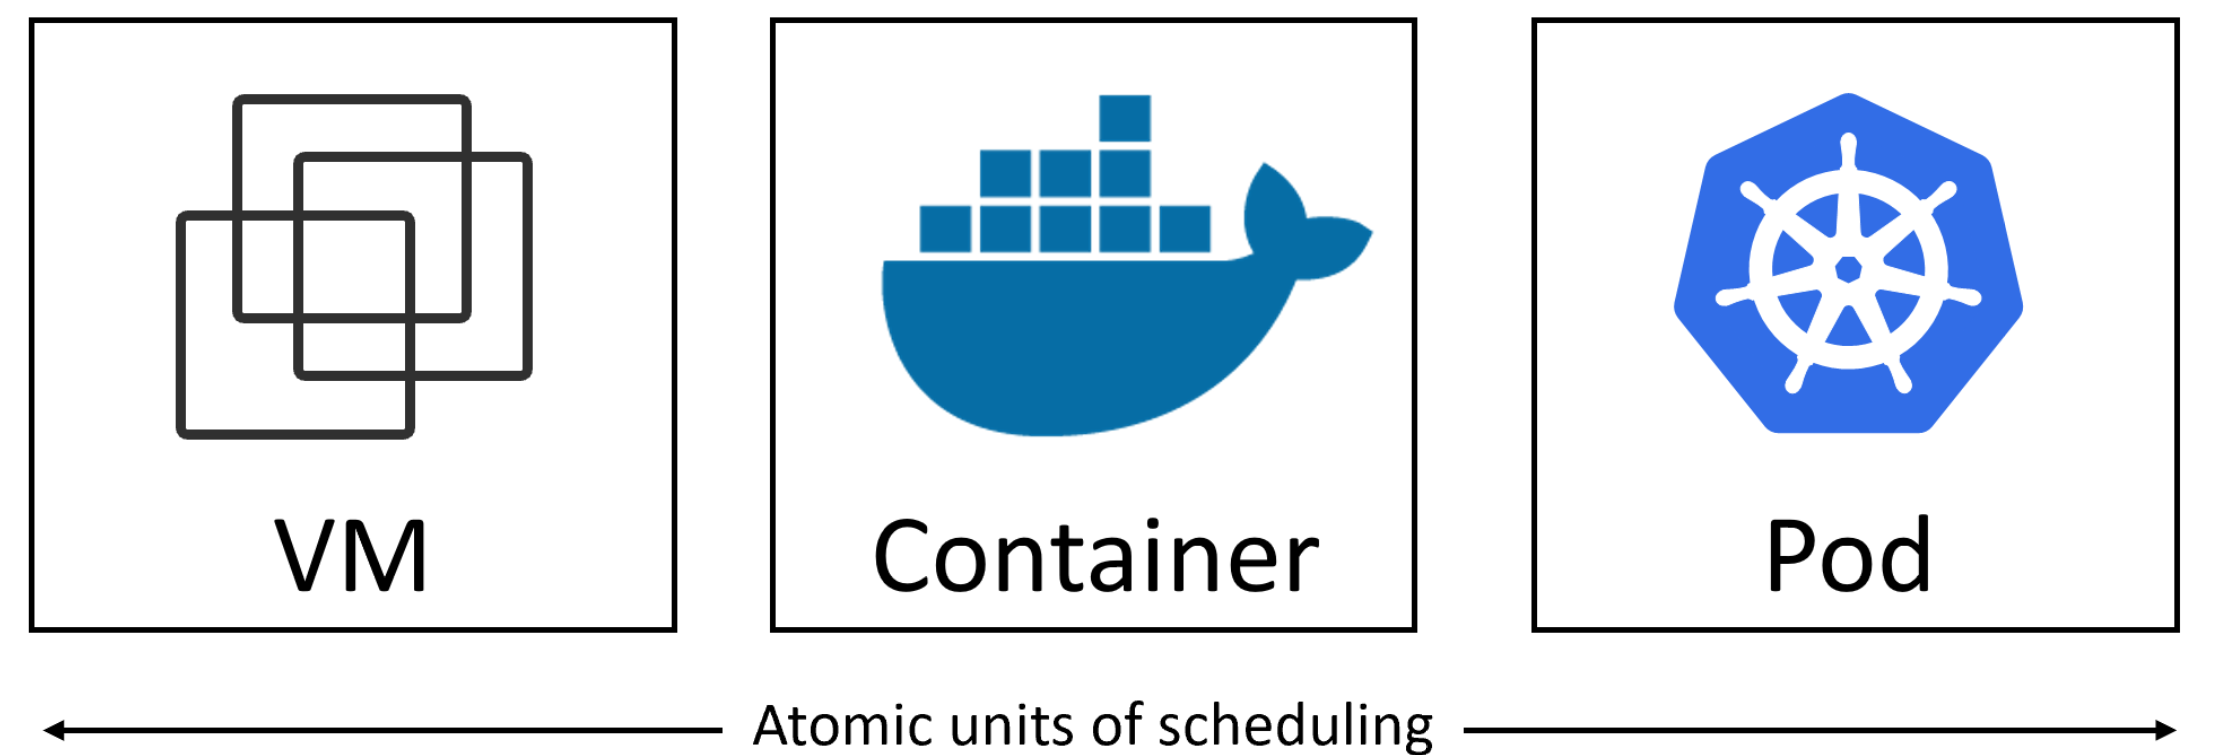 VM
Container
Pod
Atomic units of scheduling